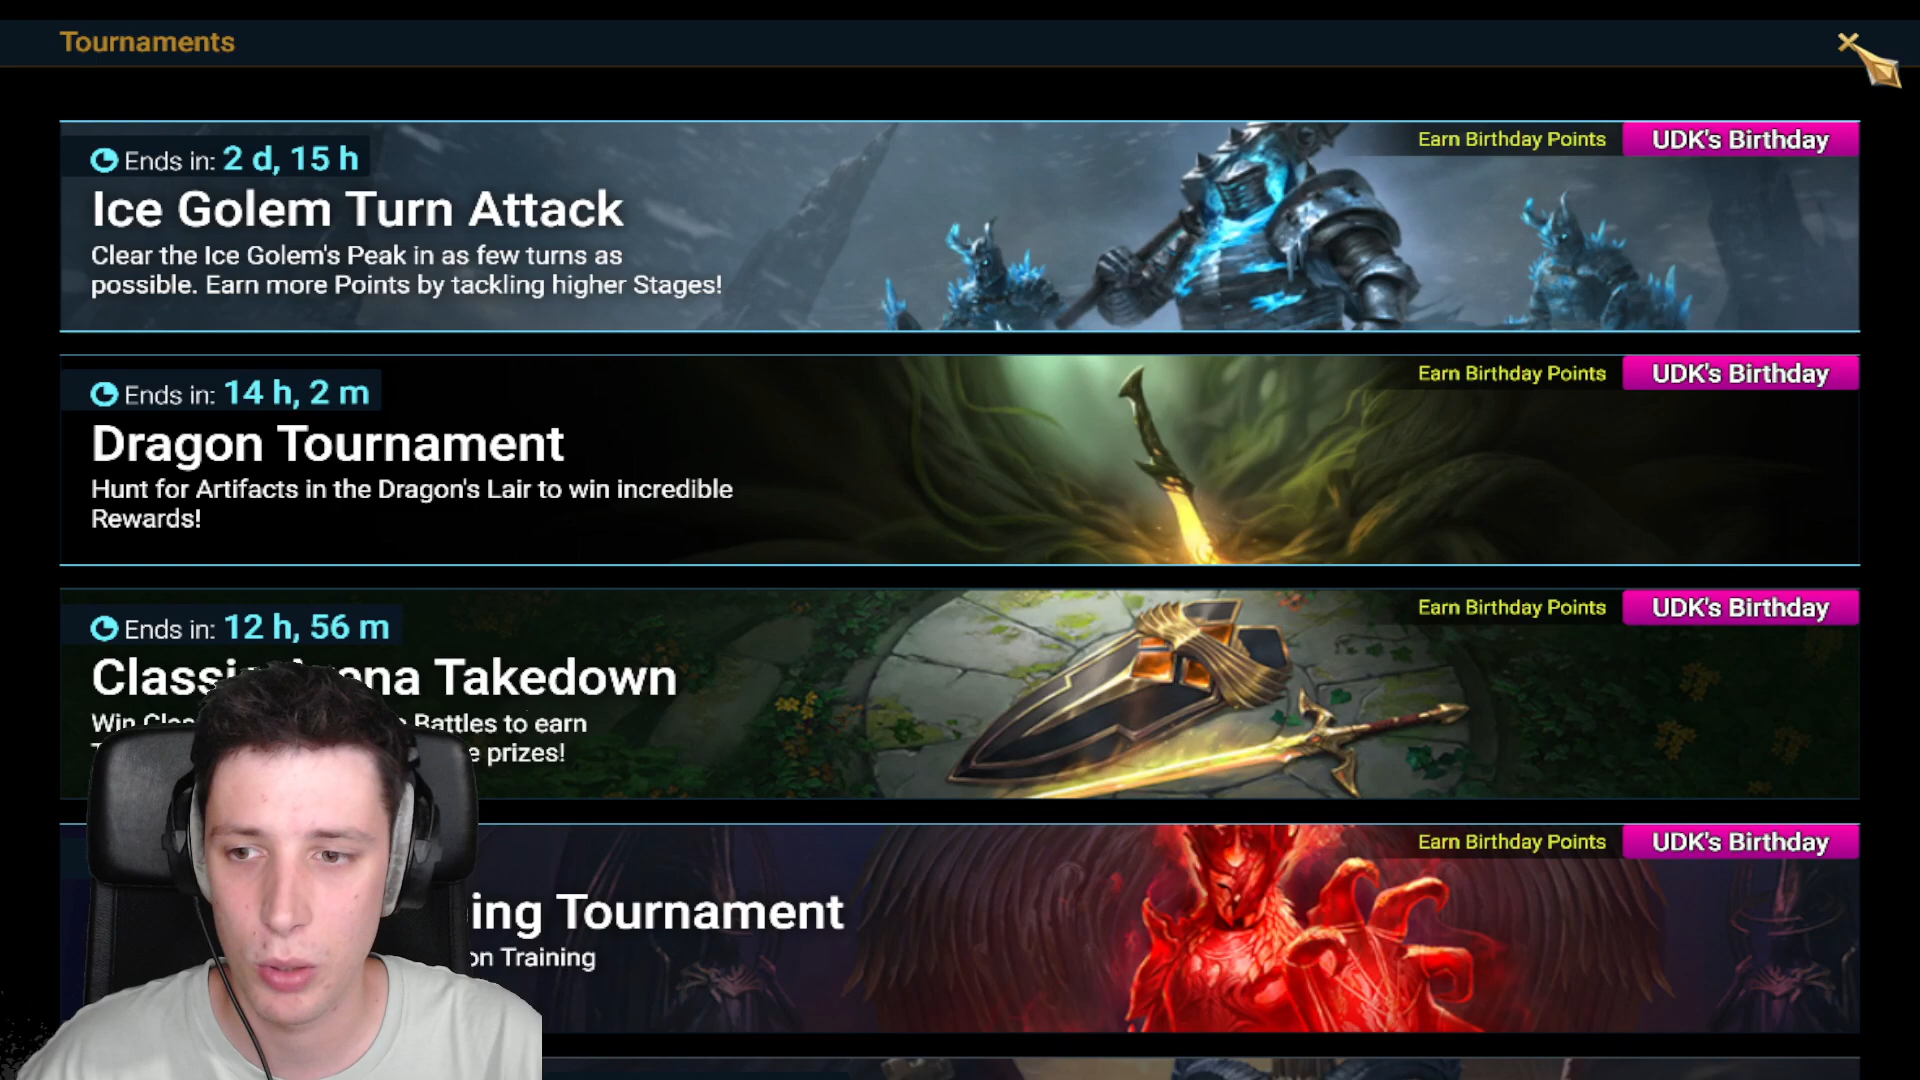 Tournaments
Ends in: 2 d, 15 h
Earn Birthday Points
UDK's Birthday
Ice Golem Turn Attack
Clear the Ice Golem's Peak in as few turns as
possible. Earn more Points by tackling higher Stages!
Ends in: 14 h, 2 m
Earn Birthday Points
UDK's Birthday
Dragon Tournament
Hunt for Artifacts in the Dragon's Lair to win incredible
Rewards!
Ends in: 12 h, 56 m
Earn Birthday Points
UDK's Birthday
Takedown
Win Battles to earn
prizes!
Earn Birthday Points
UDK's Birthday
ing Tournament
Training